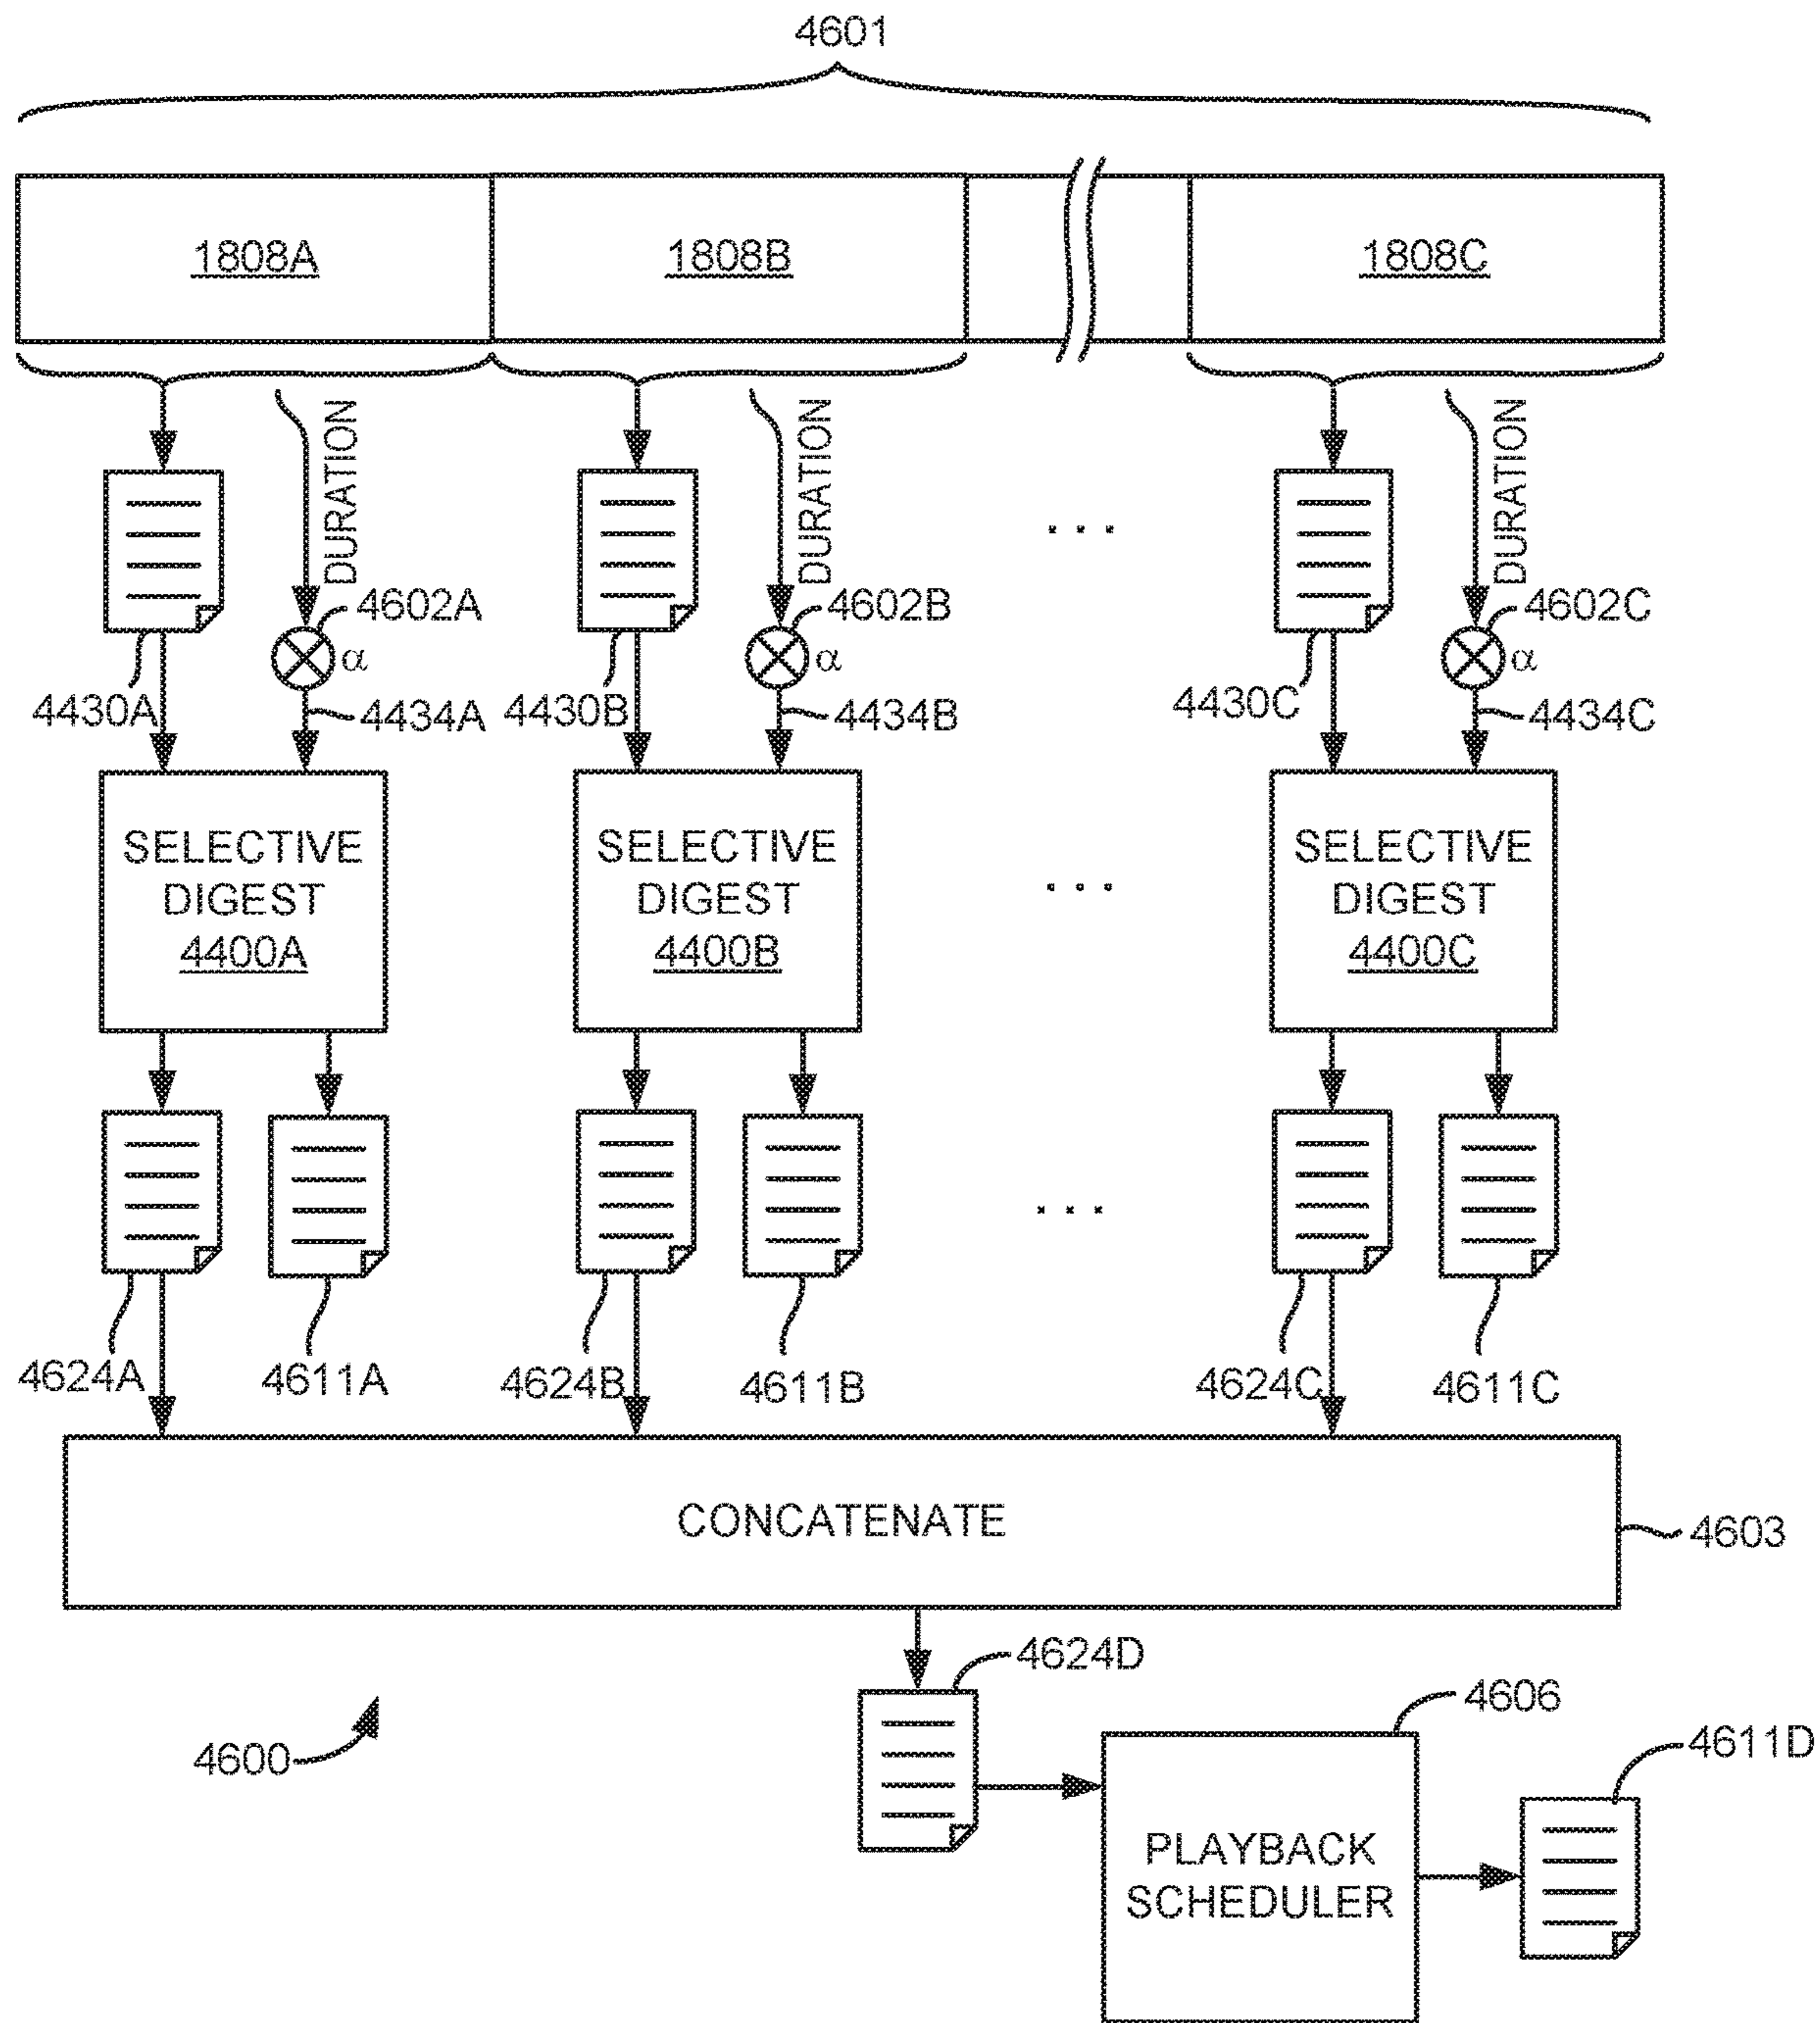 4601
1808A
1808B
1808C
DURATION
DURATION
DURATION
4602A
4602B
4602C
α
α
α
4430A
4434A
4430B
4434B
4430C
4434C
. . .
SELECTIVE
DIGEST
4400A
SELECTIVE
DIGEST
4400B
. . .
SELECTIVE
DIGEST
4400C
. . .
4624A
4611A
4624B
4611B
4624C
4611C
CONCATENATE
4603
4624D
4606
4600
4611D
PLAYBACK
SCHEDULER